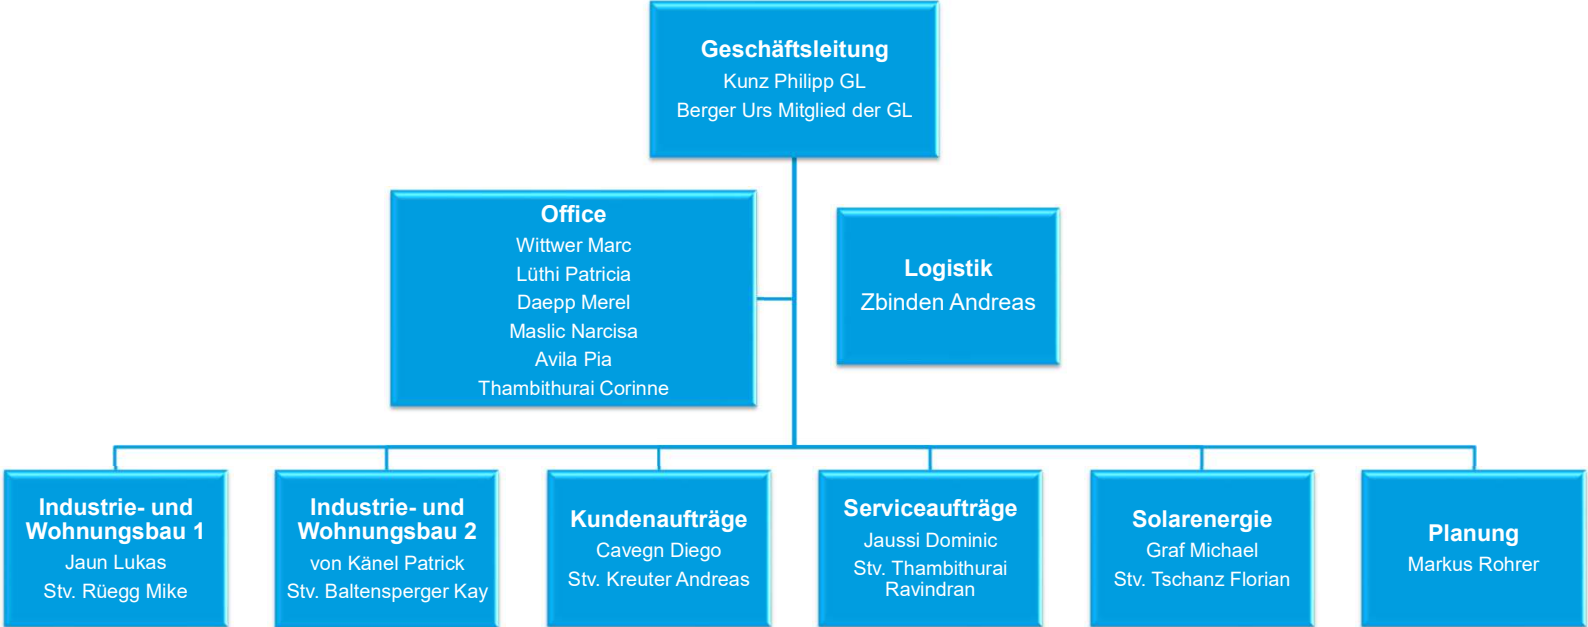 Geschäftsleitung
Kunz Philipp GL
Berger Urs Mitglied der GL
Office
Wittwer Marc
Lüthi Patricia
Daepp Merel
Maslic Narcisa
Avila Pia
Thambithurai Corinne
Logistik
Zbinden Andreas
Industrie- und
Wohnungsbau 1
Jaun Lukas
Stv. Rüegg Mike
Industrie- und
Wohnungsbau 2
von Känel Patrick
Stv. Baltensperger Kay
Kundenaufträge
Cavegn Diego
Stv. Kreuter Andreas
Serviceaufträge
Jaussi Dominic
Stv. Thambithurai
Ravindran
Solarenergie
Graf Michael
Stv. Tschanz Florian
Planung
Markus Rohrer